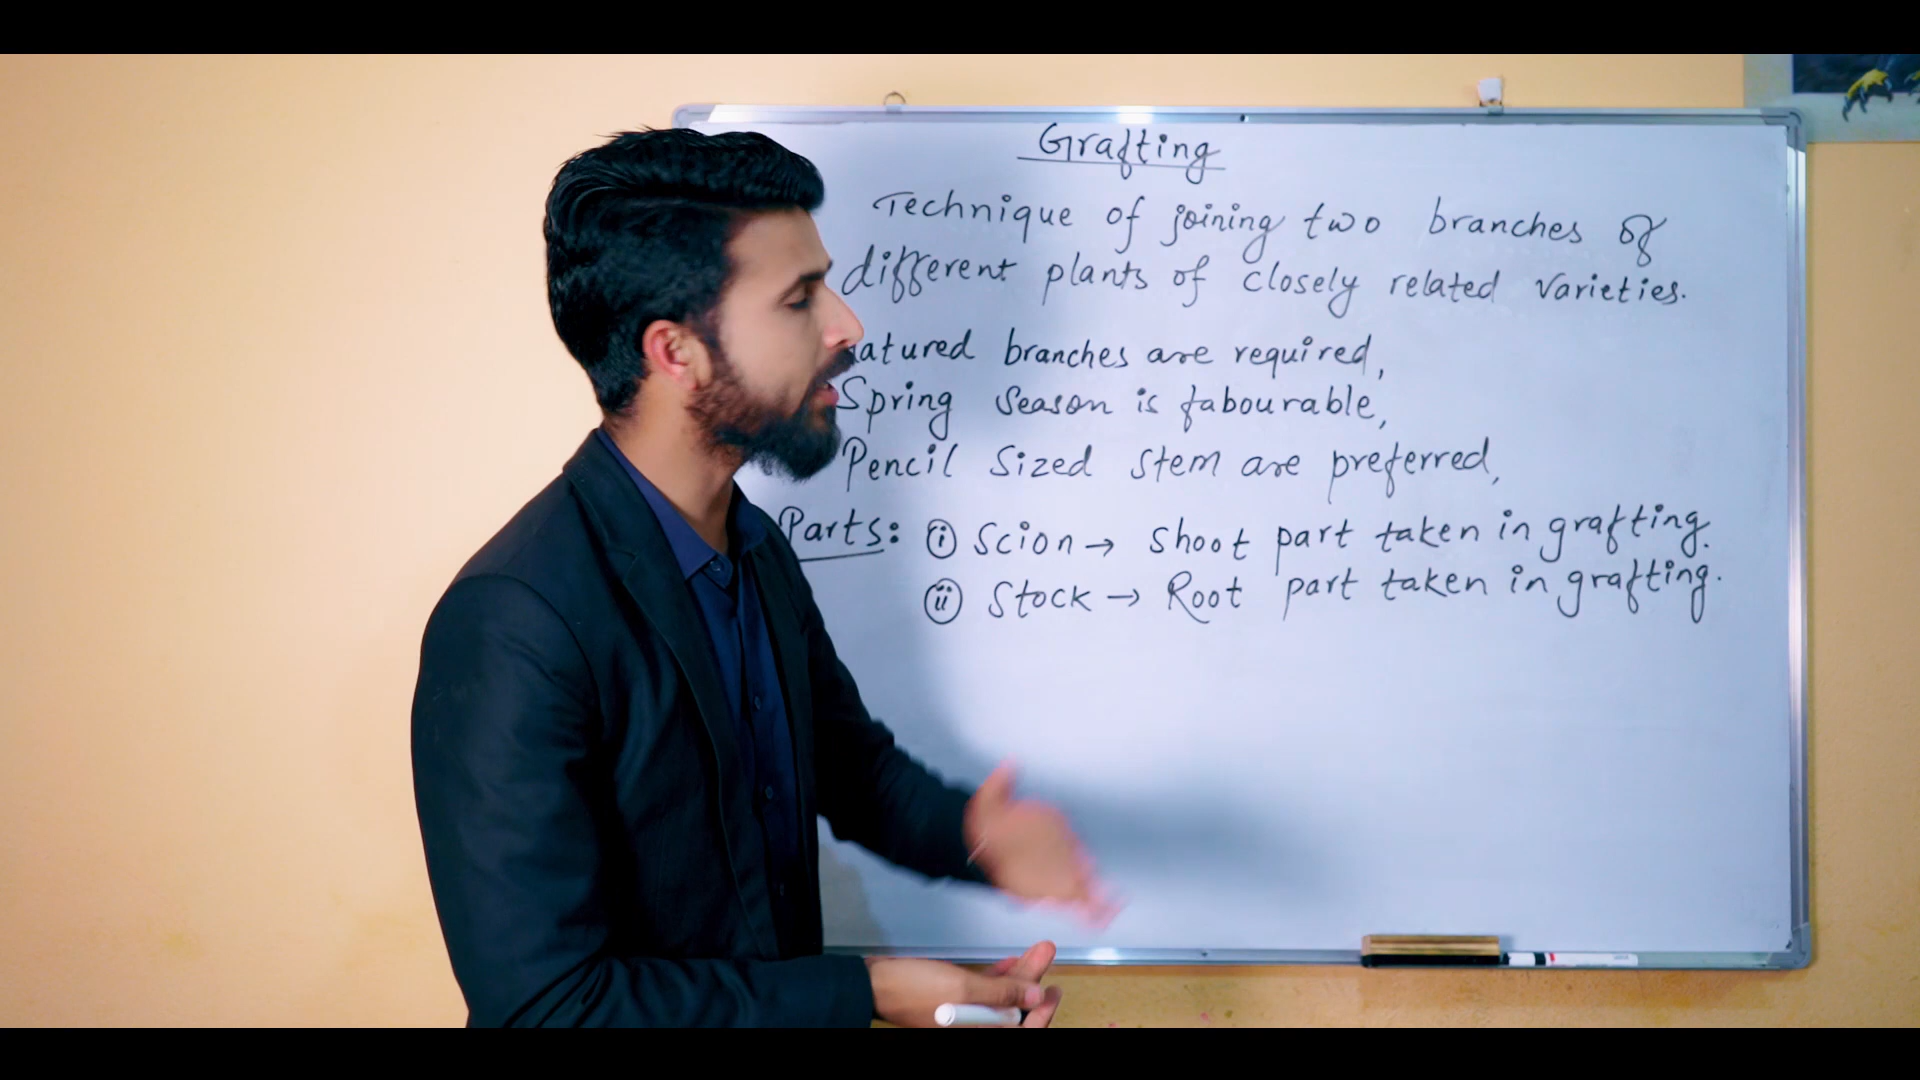 Grafting
Technique of joining two branches of
different plants of closely related varieties.
branches are required,
Spring season is fabourable,
Pencil sized stem are preferred,
Parts: (i) Scion → shoot part taken in grafting.
(ii) Stock → Root part taken in grafting.